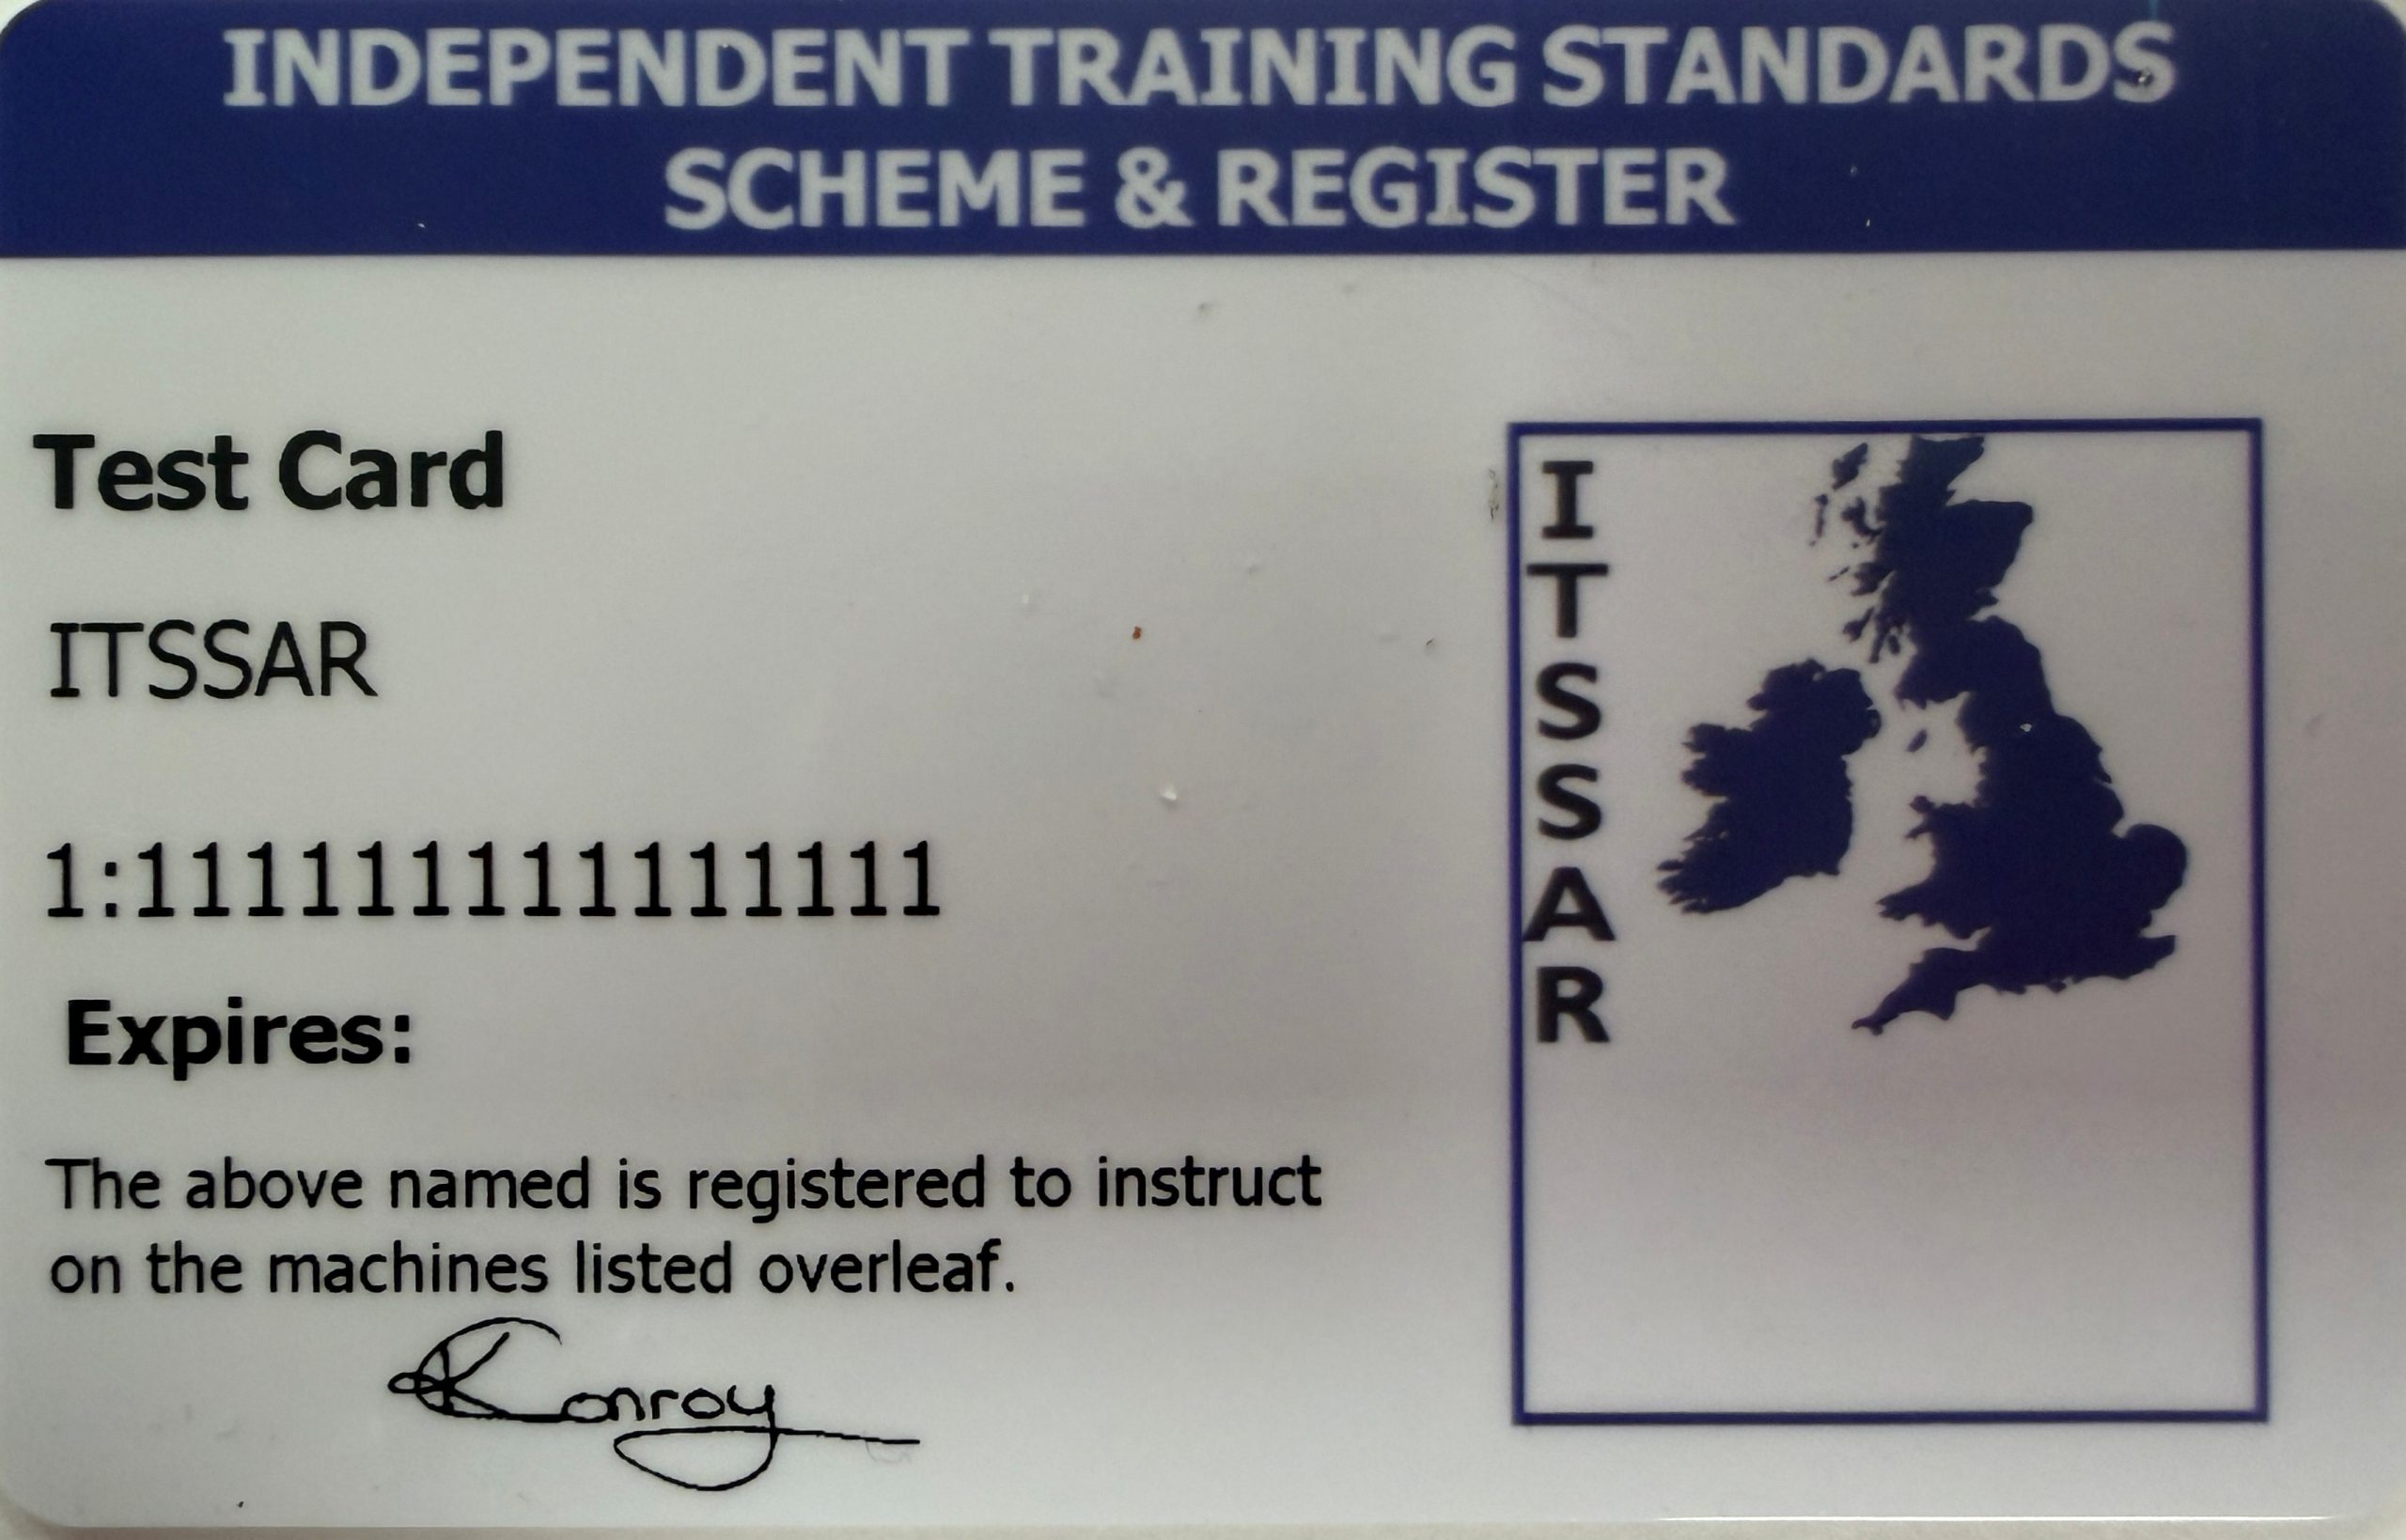 INDEPENDENT TRAINING STANDARDS
SCHEME & REGISTER
Test Card
ITSSAR
1:111111111111111
Expires:
The above named is registered to instruct
on the machines listed overleaf.
Conroy
I
T
S
S
A
R